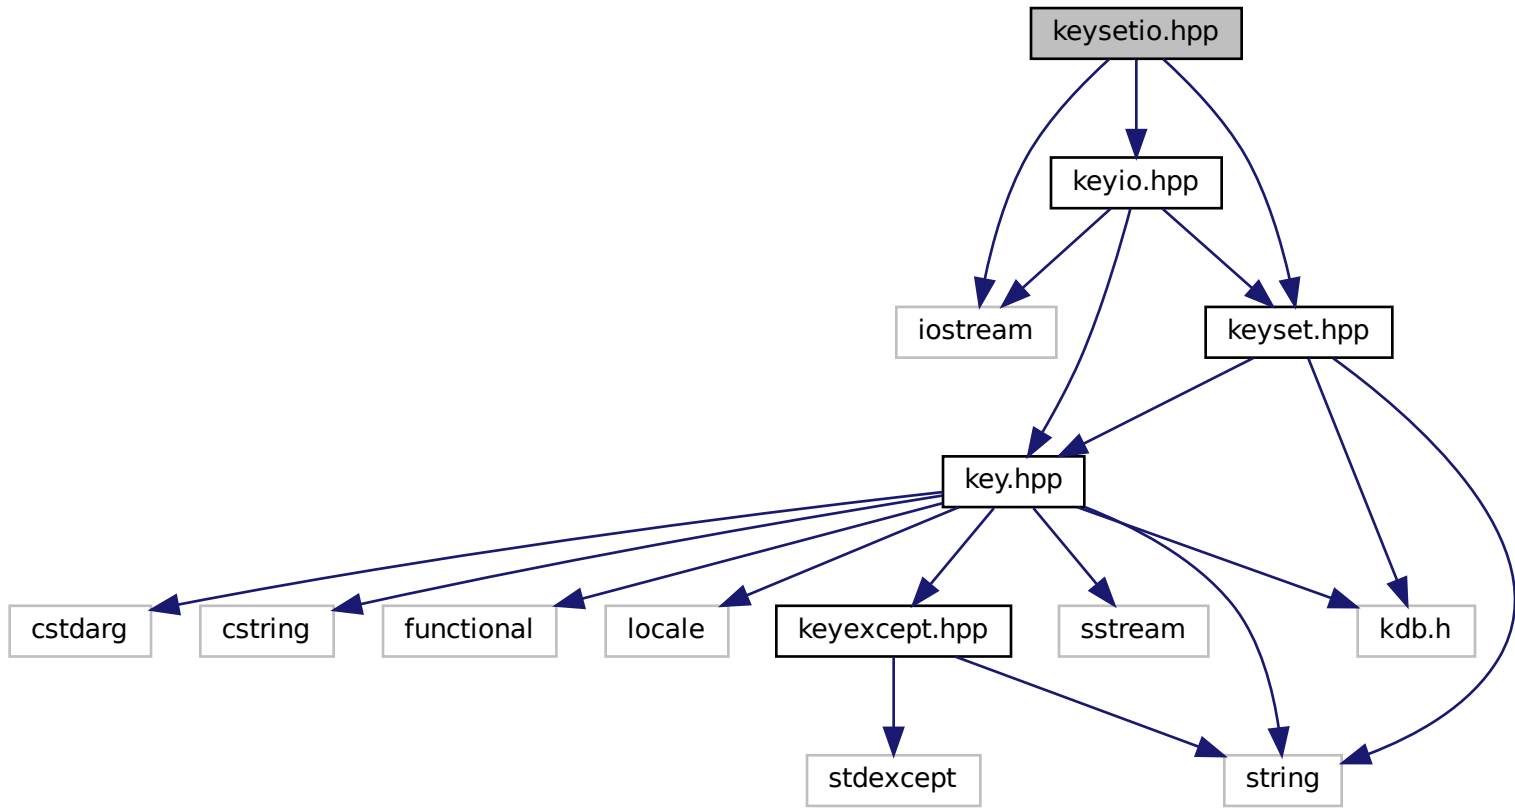 keysetio.hpp
keyio.hpp
iostream
keyset.hpp
key.hpp
cstdarg
cstring
functional
locale
keyexcept.hpp
sstream
kdb.h
stdexcept
string